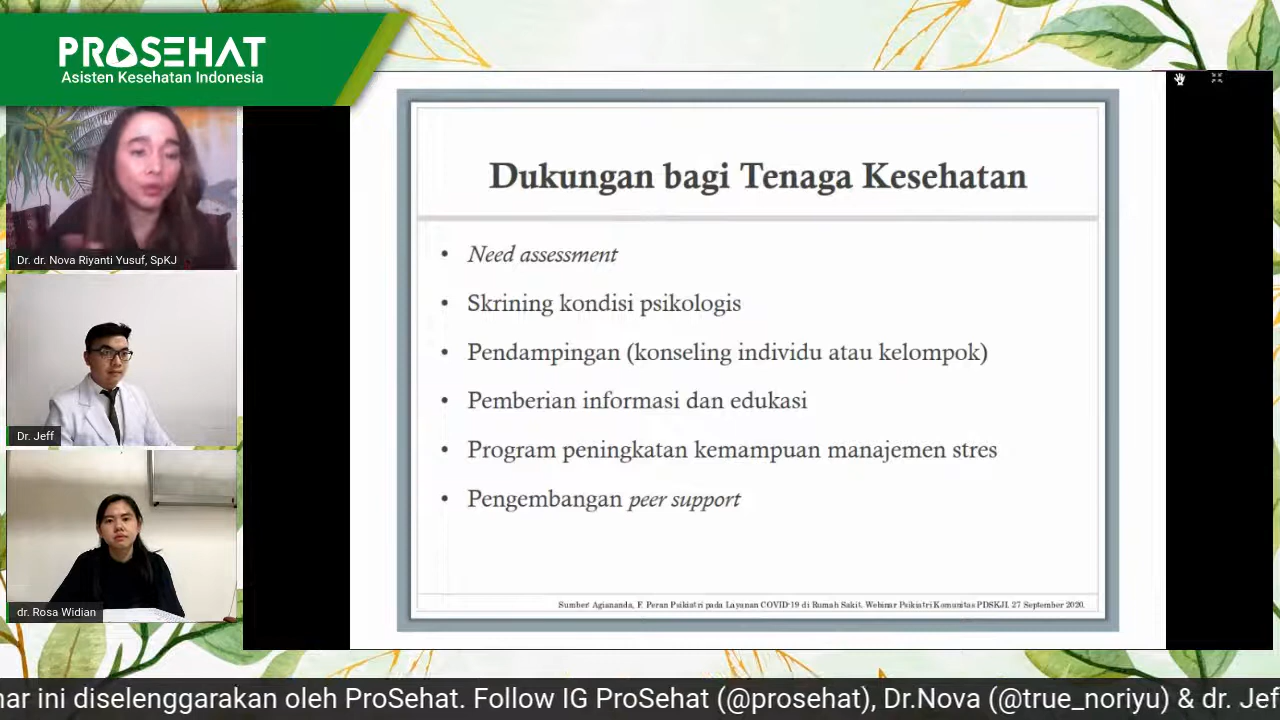 PROSEHAT
Asisten Kesehatan Indonesia
Dr. dr. Nova Riyanti Yusuf, SpKJ
Dr. Jeff
dr. Rosa Widian
Dukungan bagi Tenaga Kesehatan
• Need assessment
• Skrining kondisi psikologis
• Pendampingan (konseling individu atau kelompok)
• Pemberian informasi dan edukasi
• Program peningkatan kemampuan manajemen stres
• Pengembangan peer support
Sumber: Agiananda, F. Peran Psikiatri pada Layanan COVID-19 di Rumah Sakit. Webinar Psikiatri Komunitas PDSKJI. 27 September 2020.
nar ini diselenggarakan oleh ProSehat. Follow IG ProSehat (@prosehat), Dr.Nova (@true_noriyu) & dr. Jef